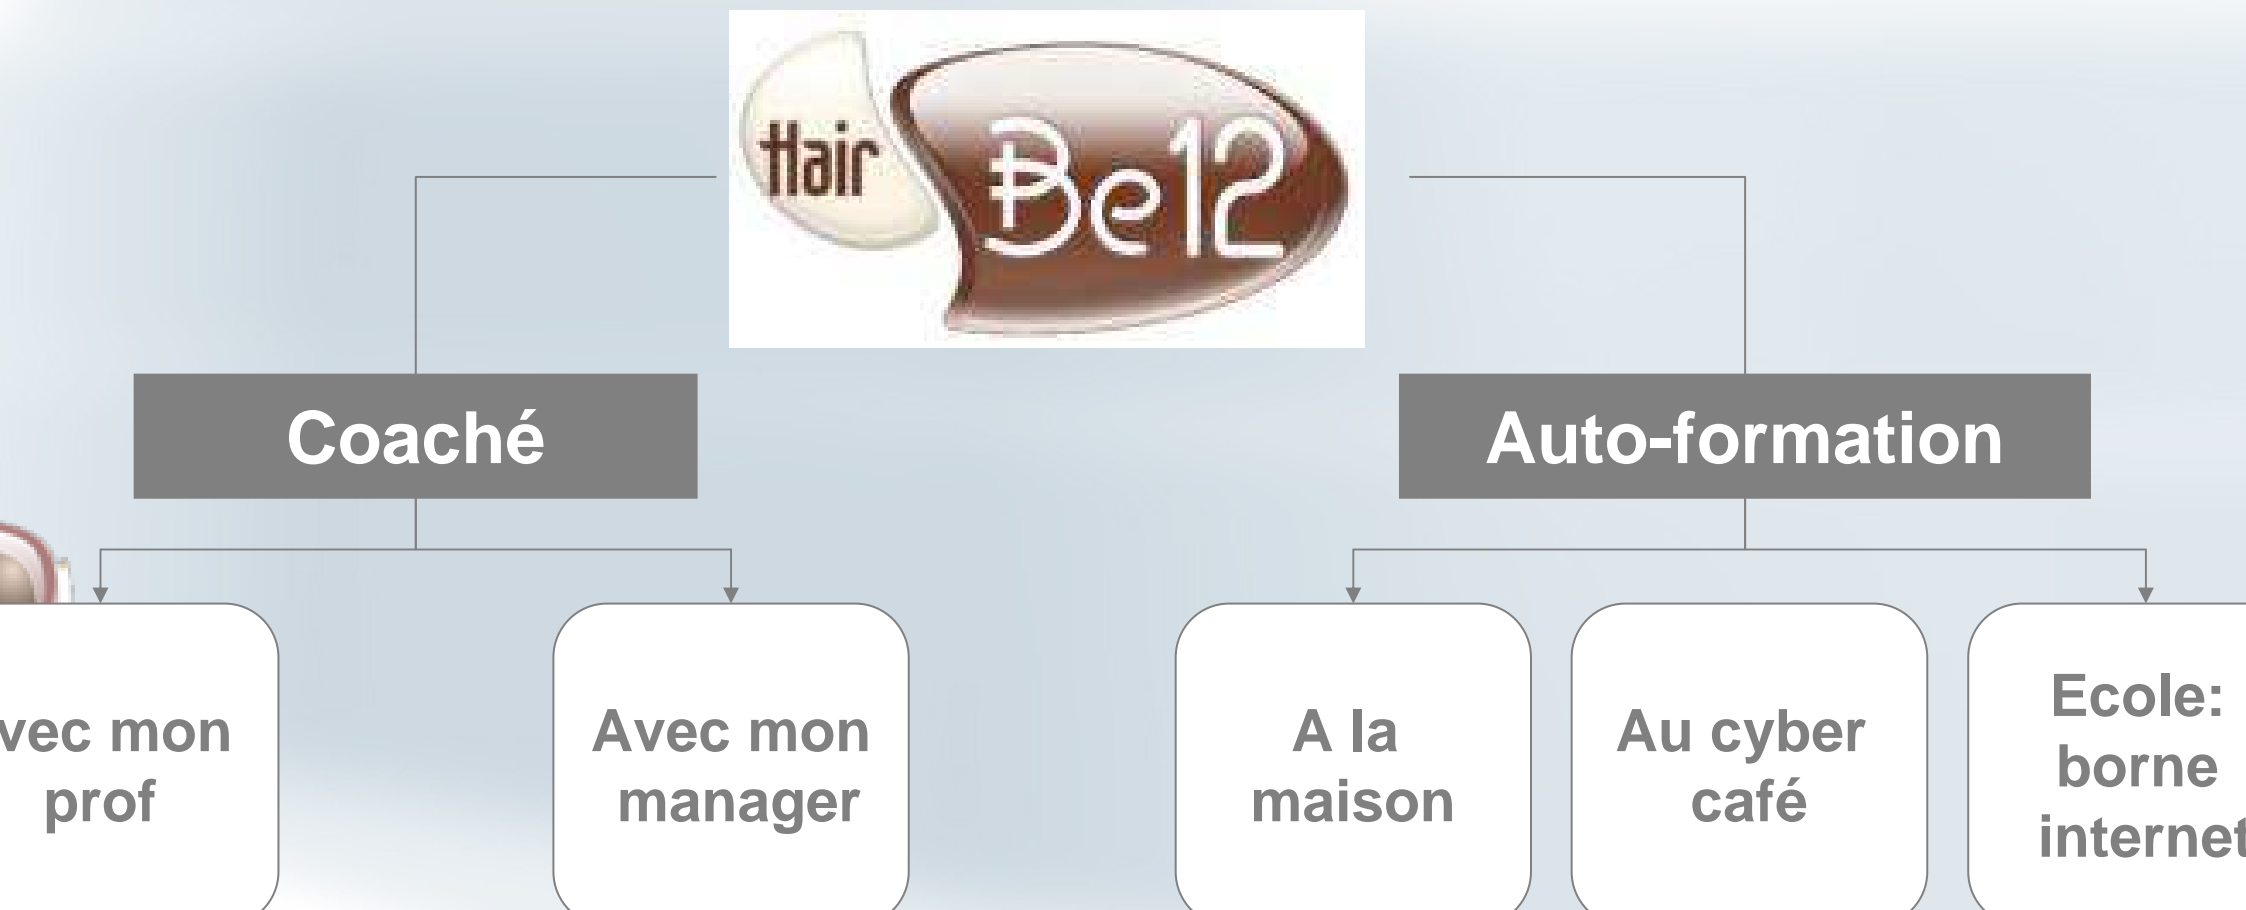 Hair Be12
Coaché
Auto-formation
vec mon
prof
Avec mon
manager
A la
maison
Au cyber
café
Ecole:
borne
internet